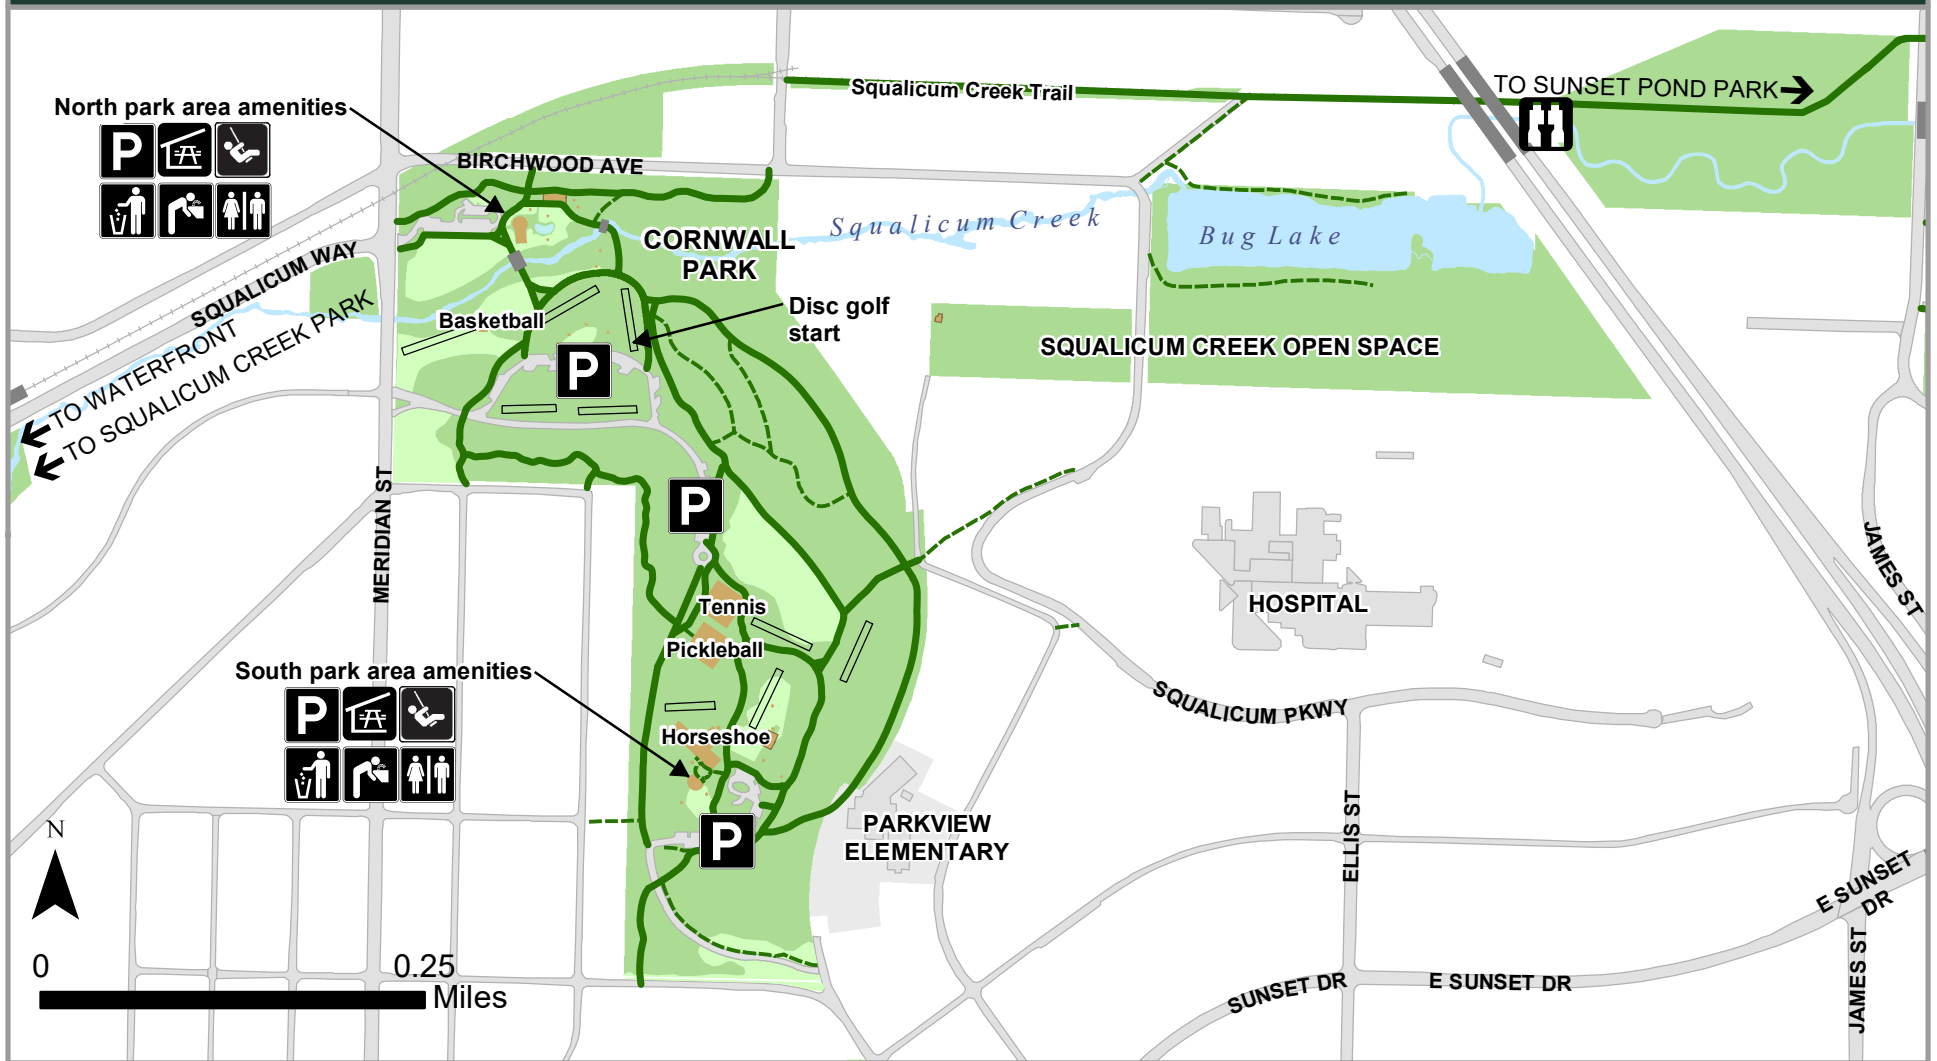 Squalicum Creek Trail
TO SUNSET POND PARK
North park area amenities
P
BIRCHWOOD AVE
Squalicum Creek
Bug Lake
CORNWALL
PARK
SQUALICUM WAY
TO WATERFRONT
TO SQUALICUM CREEK PARK
Basketball
Disc golf
start
SQUALICUM CREEK OPEN SPACE
P
MERIDIAN ST
P
JAMES ST
HOSPITAL
Tennis
Pickleball
South park area amenities
P
SQUALICUM PKWY
Horseshoe
P
PARKVIEW
ELEMENTARY
ELLIS ST
E SUNSET
DR
N
0
0.25
Miles
SUNSET DR
E SUNSET DR
JAMES ST